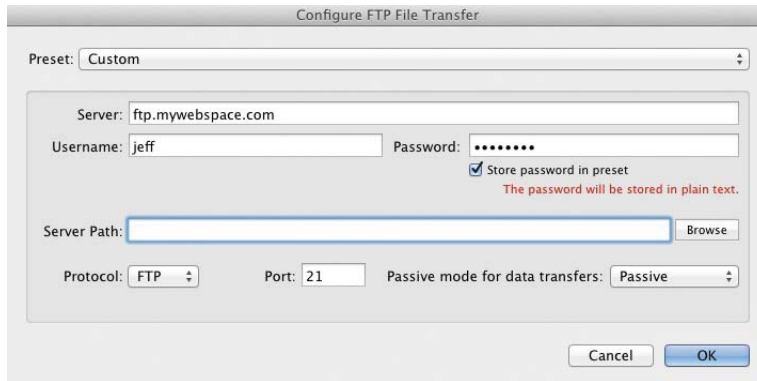 Configure FTP File Transfer
Preset: Custom
Server: ftp.mywebspace.com
Username: jeff Password: ••••••••
Store password in preset
The password will be stored in plain text.
Server Path: Browse
Protocol: FTP Port: 21 Passive mode for data transfers: Passive
Cancel OK